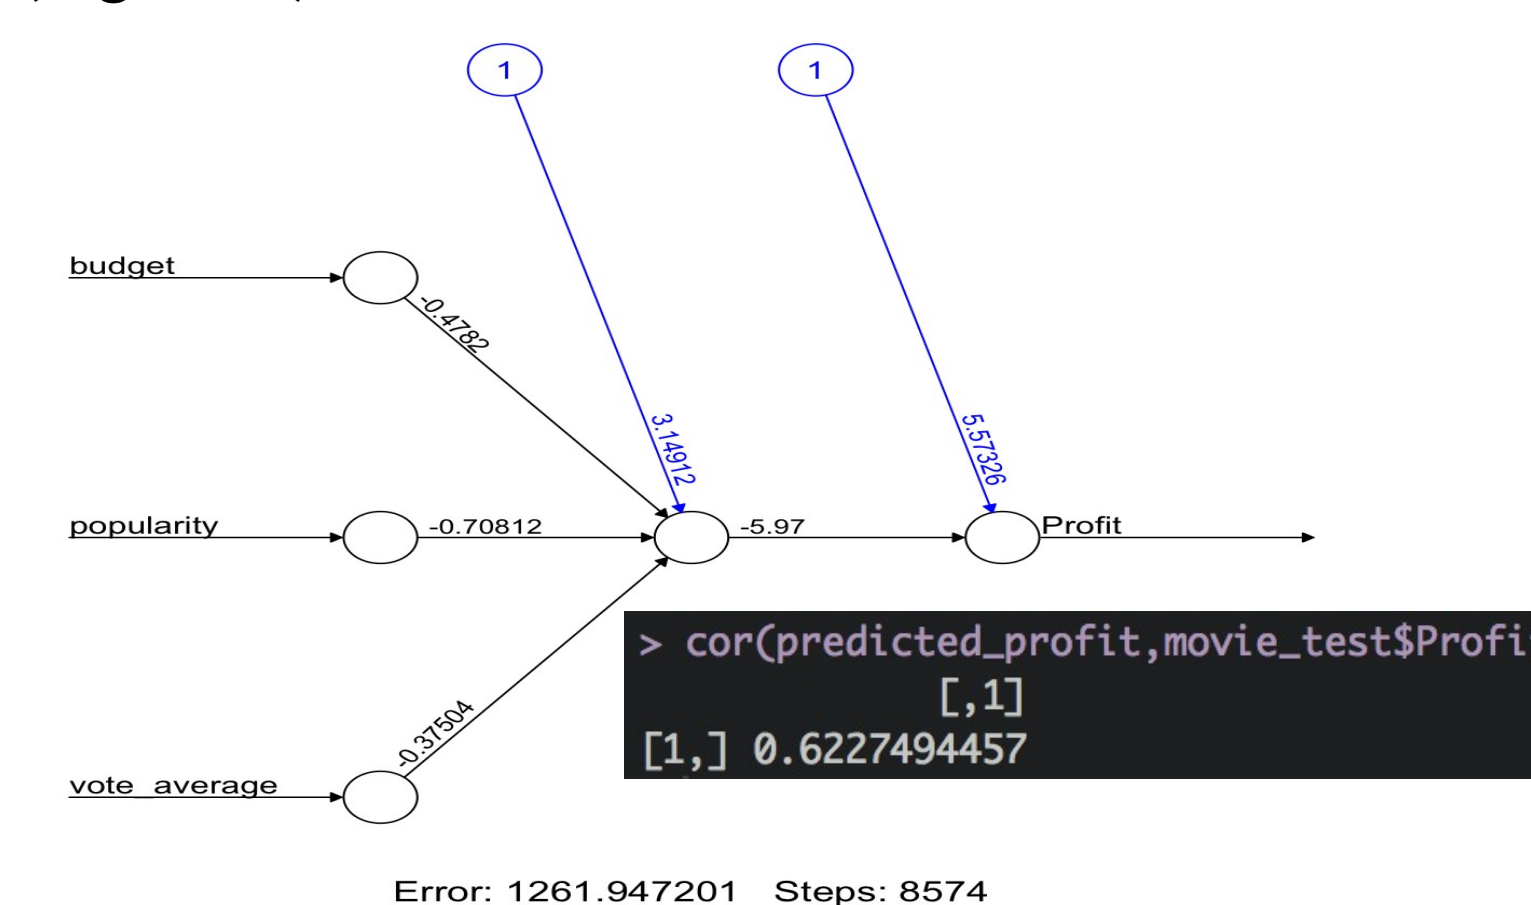 1 1
budget
-0.4782
3.14912
5.57326
popularity -0.70812 -5.97 Profit
-0.37504
vote_average
> cor(predicted_profit,movie_test$Profi
[,1]
[1,] 0.6227494457
Error: 1261.947201 Steps: 8574